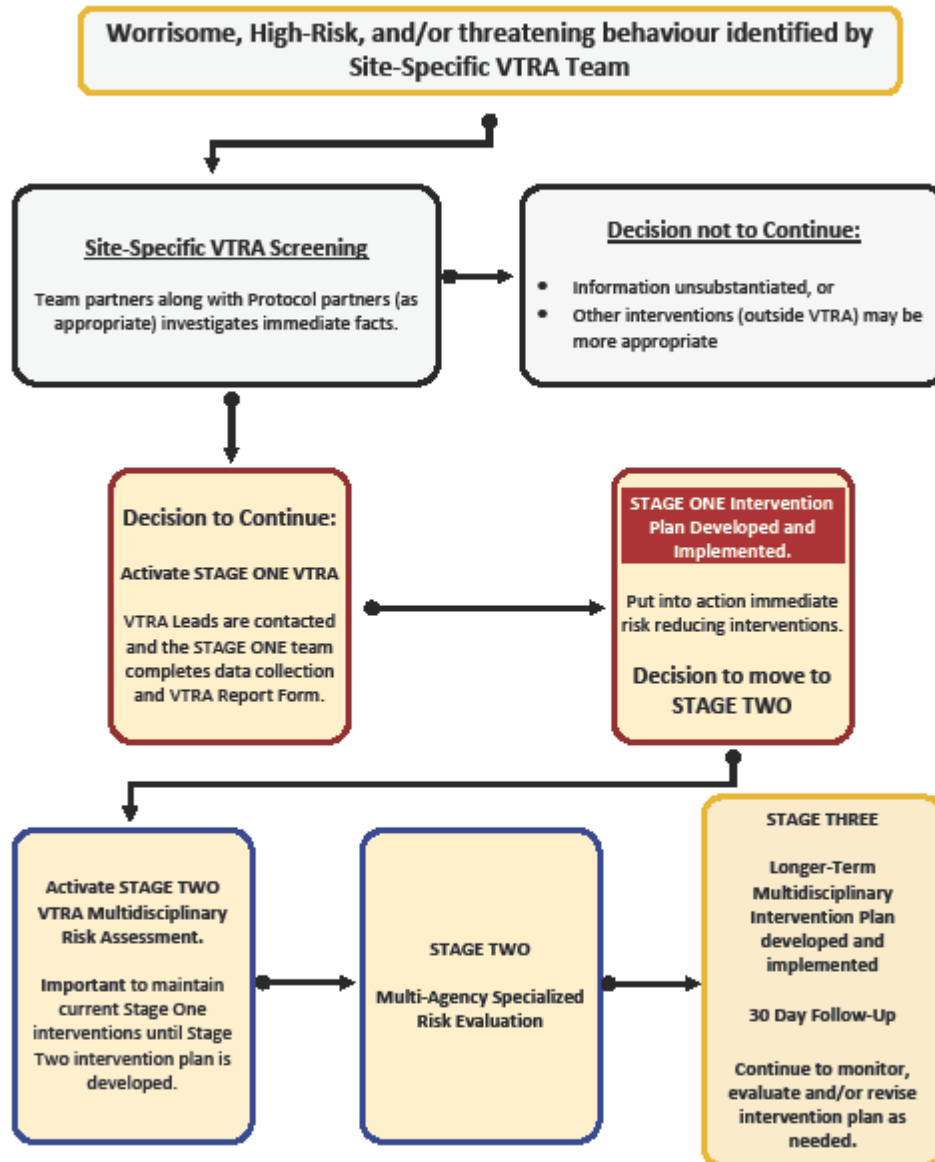 Worrisome, High-Risk, and/or threatening behaviour identified by
Site-Specific VTRA Team
Site-Specific VTRA Screening
Team partners along with Protocol partners (as
appropriate) investigates immediate facts.
Decision not to Continue:
• Information unsubstantiated, or
• Other interventions (outside VTRA) may be
more appropriate
Decision to Continue:
Activate STAGE ONE VTRA
VTRA Leads are contacted
and the STAGE ONE team
completes data collection
and VTRA Report Form.
STAGE ONE Intervention
Plan Developed and
Implemented.
Put into action immediate
risk reducing interventions.
Decision to move to
STAGE TWO
Activate STAGE TWO
VTRA Multidisciplinary
Risk Assessment.
Important to maintain
current Stage One
interventions until Stage
Two intervention plan is
developed.
STAGE TWO
Multi-Agency Specialized
Risk Evaluation
STAGE THREE
Longer-Term
Multidisciplinary
Intervention Plan
developed and
implemented
30 Day Follow-Up
Continue to monitor,
evaluate and/or revise
intervention plan as
needed.